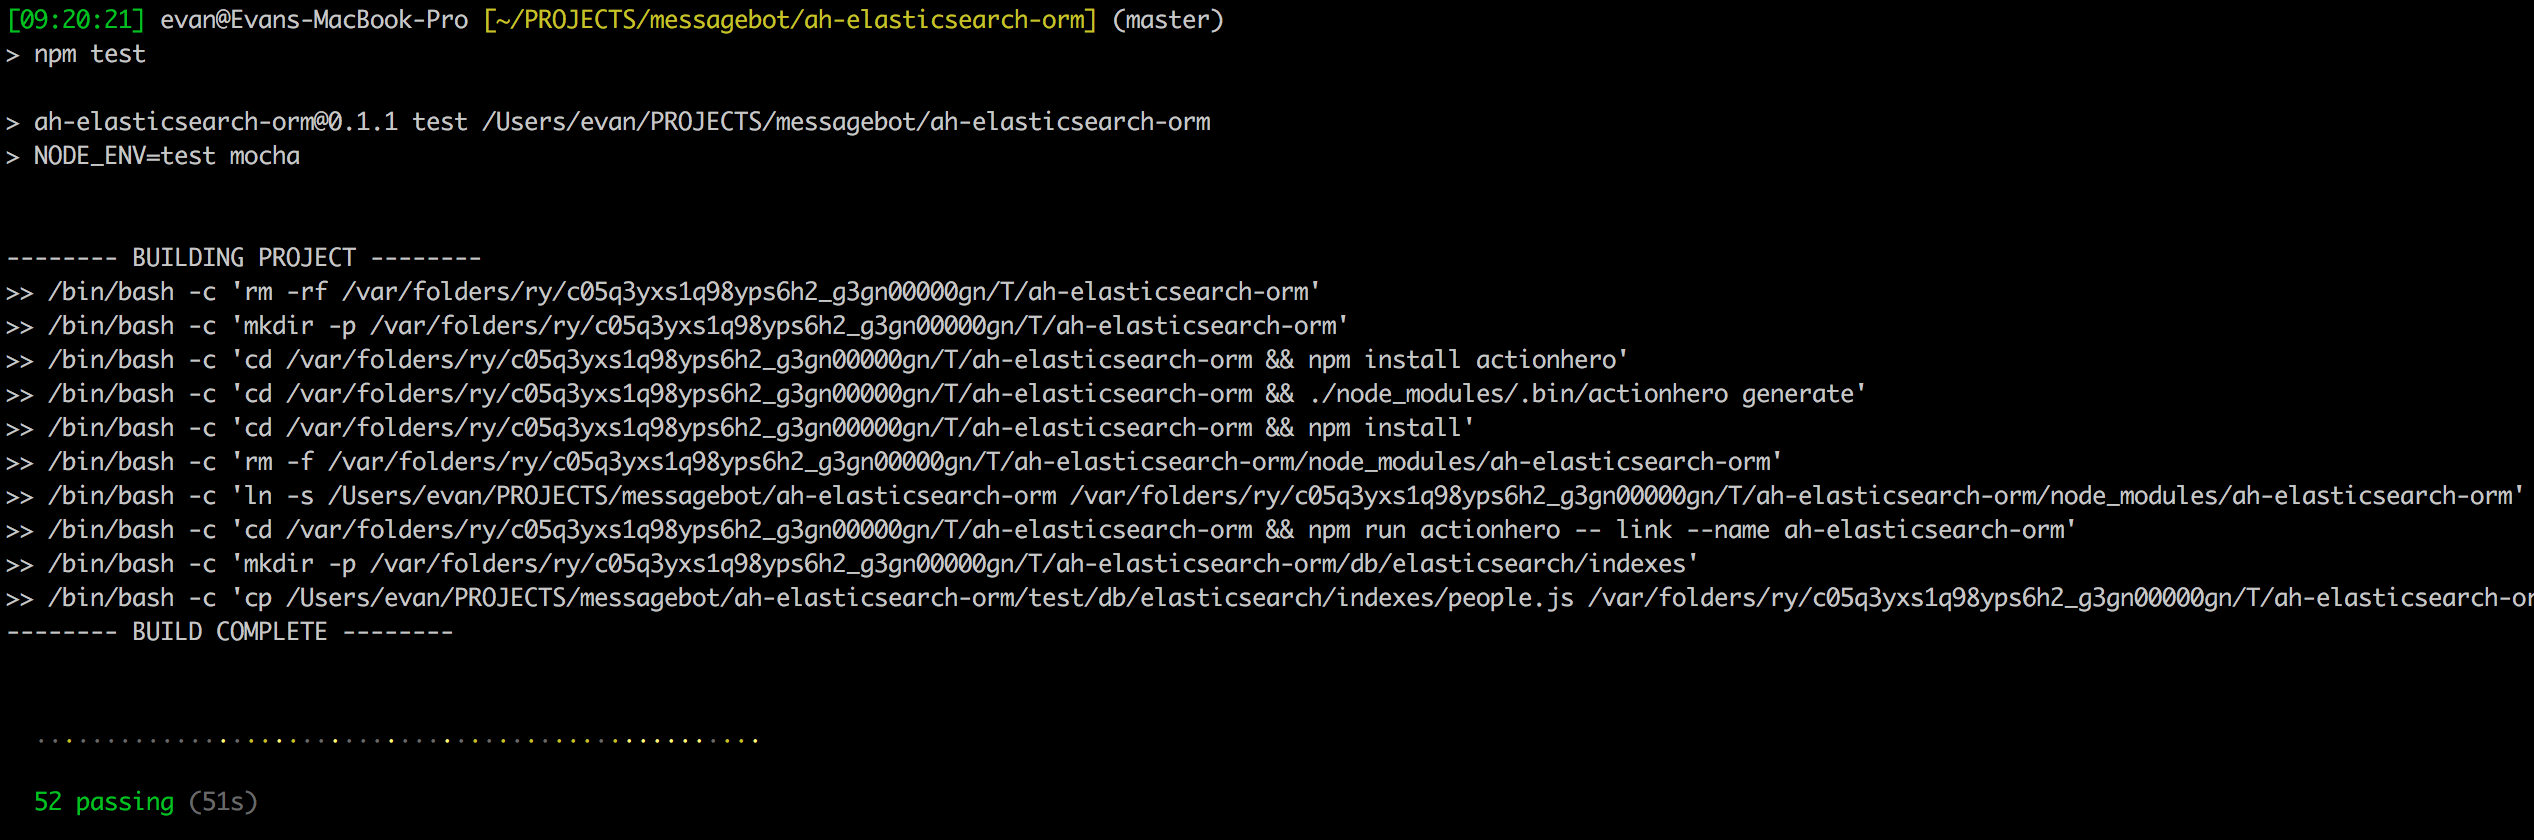 [09:20:21] evan@Evans-MacBook-Pro [~/PROJECTS/messagebot/ah-elasticsearch-orm] (master)
> npm test
> ah-elasticsearch-orm@0.1.1 test /Users/evan/PROJECTS/messagebot/ah-elasticsearch-orm
> NODE_ENV=test mocha
-------- BUILDING PROJECT --------
>> /bin/bash -c 'rm -rf /var/folders/ry/c05q3yxs1q98yps6h2_g3gn00000gn/T/ah-elasticsearch-orm'
>> /bin/bash -c 'mkdir -p /var/folders/ry/c05q3yxs1q98yps6h2_g3gn00000gn/T/ah-elasticsearch-orm'
>> /bin/bash -c 'cd /var/folders/ry/c05q3yxs1q98yps6h2_g3gn00000gn/T/ah-elasticsearch-orm && npm install actionhero'
>> /bin/bash -c 'cd /var/folders/ry/c05q3yxs1q98yps6h2_g3gn00000gn/T/ah-elasticsearch-orm && ./node_modules/.bin/actionhero generate'
>> /bin/bash -c 'cd /var/folders/ry/c05q3yxs1q98yps6h2_g3gn00000gn/T/ah-elasticsearch-orm && npm install'
>> /bin/bash -c 'rm -f /var/folders/ry/c05q3yxs1q98yps6h2_g3gn00000gn/T/ah-elasticsearch-orm/node_modules/ah-elasticsearch-orm'
>> /bin/bash -c 'ln -s /Users/evan/PROJECTS/messagebot/ah-elasticsearch-orm /var/folders/ry/c05q3yxs1q98yps6h2_g3gn00000gn/T/ah-elasticsearch-orm/node_modules/ah-elasticsearch-orm'
>> /bin/bash -c 'cd /var/folders/ry/c05q3yxs1q98yps6h2_g3gn00000gn/T/ah-elasticsearch-orm && npm run actionhero -- link --name ah-elasticsearch-orm'
>> /bin/bash -c 'mkdir -p /var/folders/ry/c05q3yxs1q98yps6h2_g3gn00000gn/T/ah-elasticsearch-orm/db/elasticsearch/indexes'
>> /bin/bash -c 'cp /Users/evan/PROJECTS/messagebot/ah-elasticsearch-orm/test/db/elasticsearch/indexes/people.js /var/folders/ry/c05q3yxs1q98yps6h2_g3gn00000gn/T/ah-elasticsearch-or
-------- BUILD COMPLETE --------
....................................................
52 passing (51s)